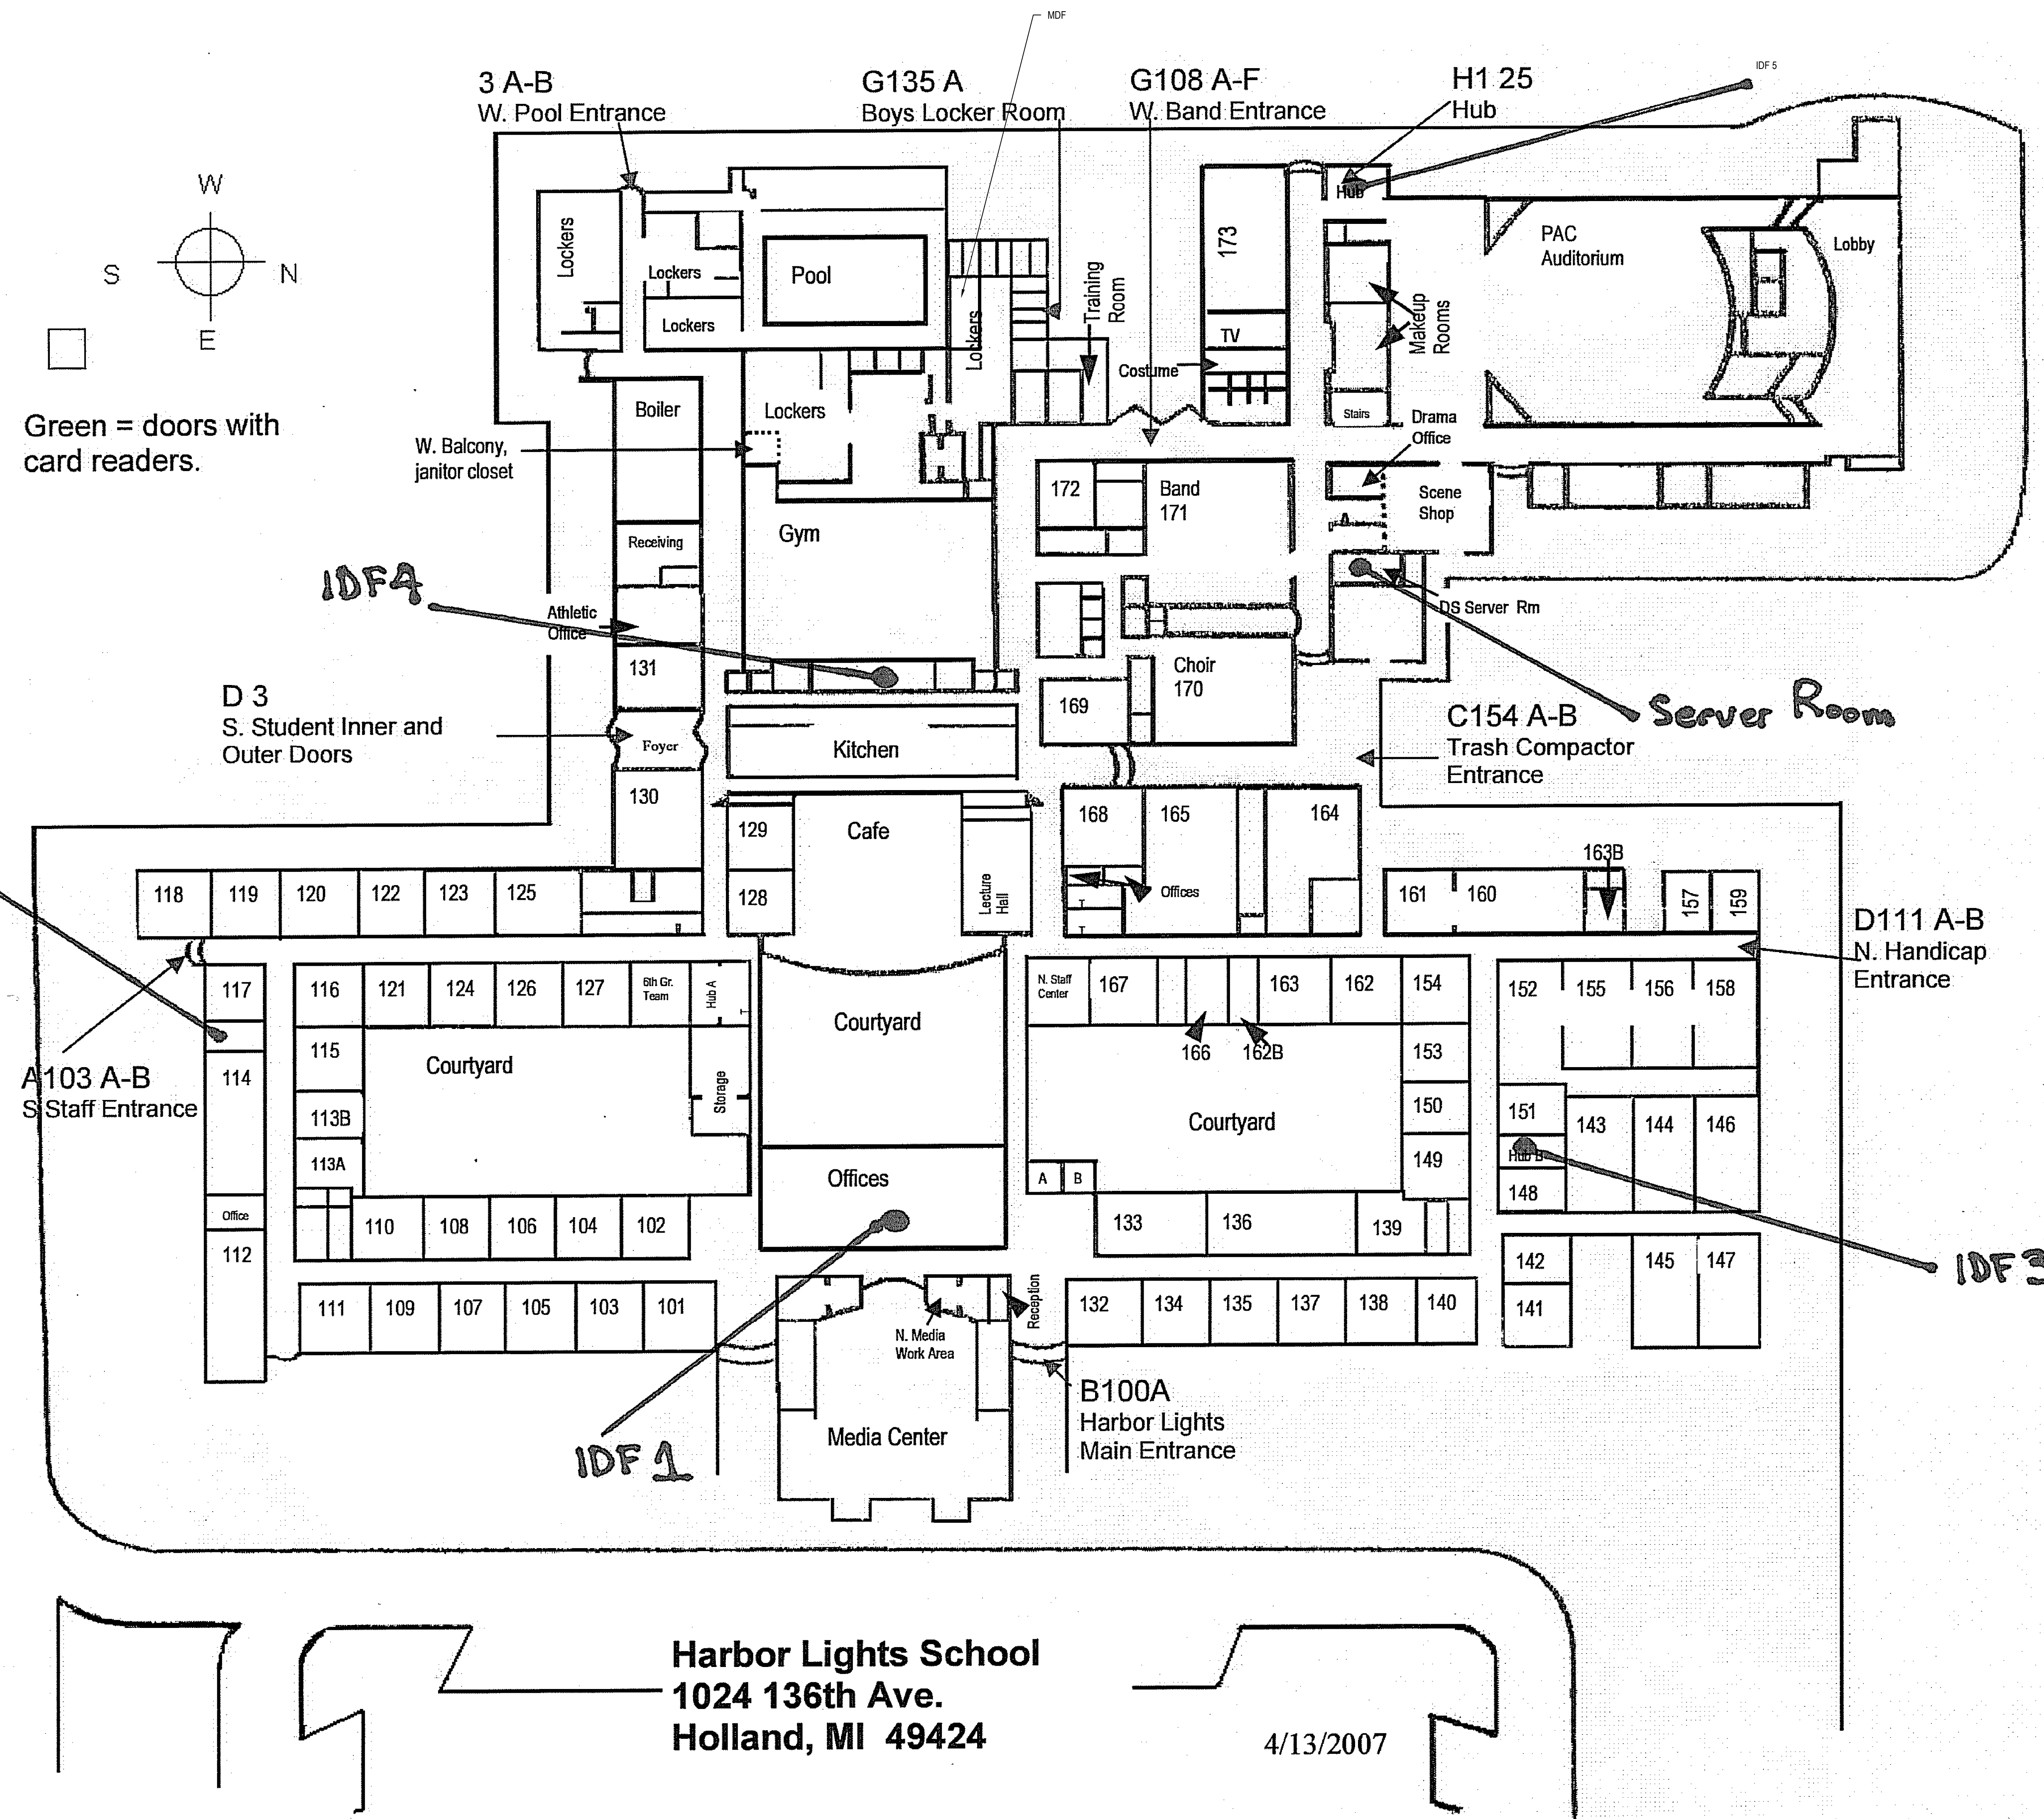 MDF
IDF 5
3 A-B
W. Pool Entrance
G135 A
Boys Locker Room
G108 A-F
W. Band Entrance
H1 25
Hub
W
S
N
E
Green = doors with
card readers.
Lockers
Lockers
Lockers
Pool
Lockers
Training
Room
173
TV
Costume
Hub
Makeup
Rooms
Stairs
PAC
Auditorium
Lobby
Boiler
Lockers
W. Balcony,
janitor closet
Drama
Office
172
Band
171
Scene
Shop
Gym
Receiving
IDF4
Athletic
Office
DS Server Rm
131
Choir
170
169
Server Room
D 3
S. Student Inner and
Outer Doors
Foyer
Kitchen
C154 A-B
Trash Compactor
Entrance
130
129
Cafe
168
165
164
163B
128
Lecture
Hall
Offices
T
T
118
119
120
122
123
125
161
160
157
159
D111 A-B
N. Handicap
Entrance
117
116
121
124
126
127
6th Gr.
Team
Hub A
T
N. Staff
Center
167
163
162
154
152
155
156
158
Courtyard
166
162B
A103 A-B
S Staff Entrance
114
115
Courtyard
Storage
153
113B
Courtyard
150
151
143
144
146
113A
149
Hub B
A
B
Offices
148
Office
110
108
106
104
102
133
136
139
112
142
145
147
IDF 3
111
109
107
105
103
101
Reception
132
134
135
137
138
140
141
N. Media
Work Area
B100A
Harbor Lights
Main Entrance
Media Center
IDF 1
Harbor Lights School
1024 136th Ave.
Holland, MI  49424
4/13/2007